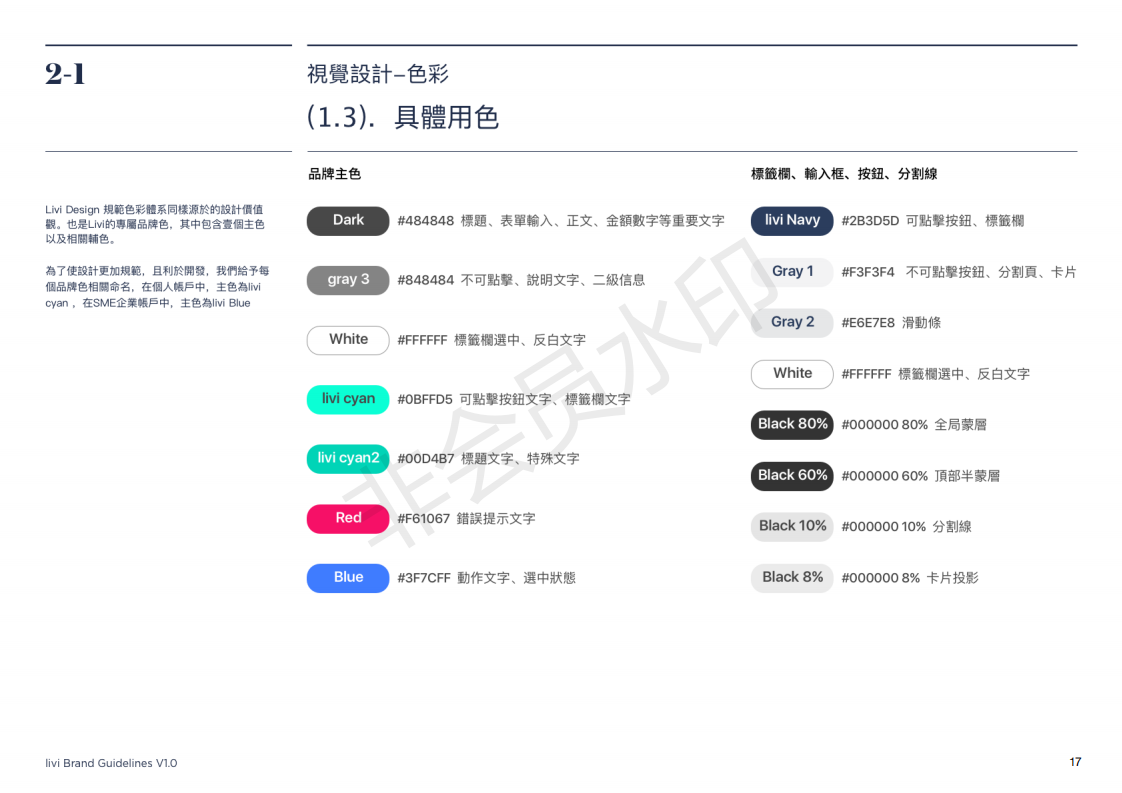 2-1
視覺設計–色彩
(1.3). 具體用色
Livi Design 規範色彩體系同樣源於的設計價值
觀。也是Livi的專屬品牌色，其中包含壹個主色
以及相關輔色。
為了使設計更加規範，且利於開發，我們給予每
個品牌色相關命名，在個人帳戶中，主色為livi
cyan ，在SME企業帳戶中，主色為livi Blue
品牌主色
Dark #484848 標題、表單輸入、正文、金額數字等重要文字
gray 3 #848484 不可點擊、說明文字、二級信息
White #FFFFFF 標籤欄選中、反白文字
livi cyan #0BFFD5 可點擊按鈕文字、標籤欄文字
livi cyan2 #00D4B7 標題文字、特殊文字
Red #F61067 錯誤提示文字
Blue #3F7CFF 動作文字、選中狀態
標籤欄、輸入框、按鈕、分割線
livi Navy #2B3D5D 可點擊按鈕、標籤欄
Gray 1 #F3F3F4 不可點擊按鈕、分割頁、卡片
Gray 2 #E6E7E8 滑動條
White #FFFFFF 標籤欄選中、反白文字
Black 80% #000000 80% 全局蒙層
Black 60% #000000 60% 頂部半蒙層
Black 10% #000000 10% 分割線
Black 8% #000000 8% 卡片投影
非会员水印
livi Brand Guidelines V1.0
17